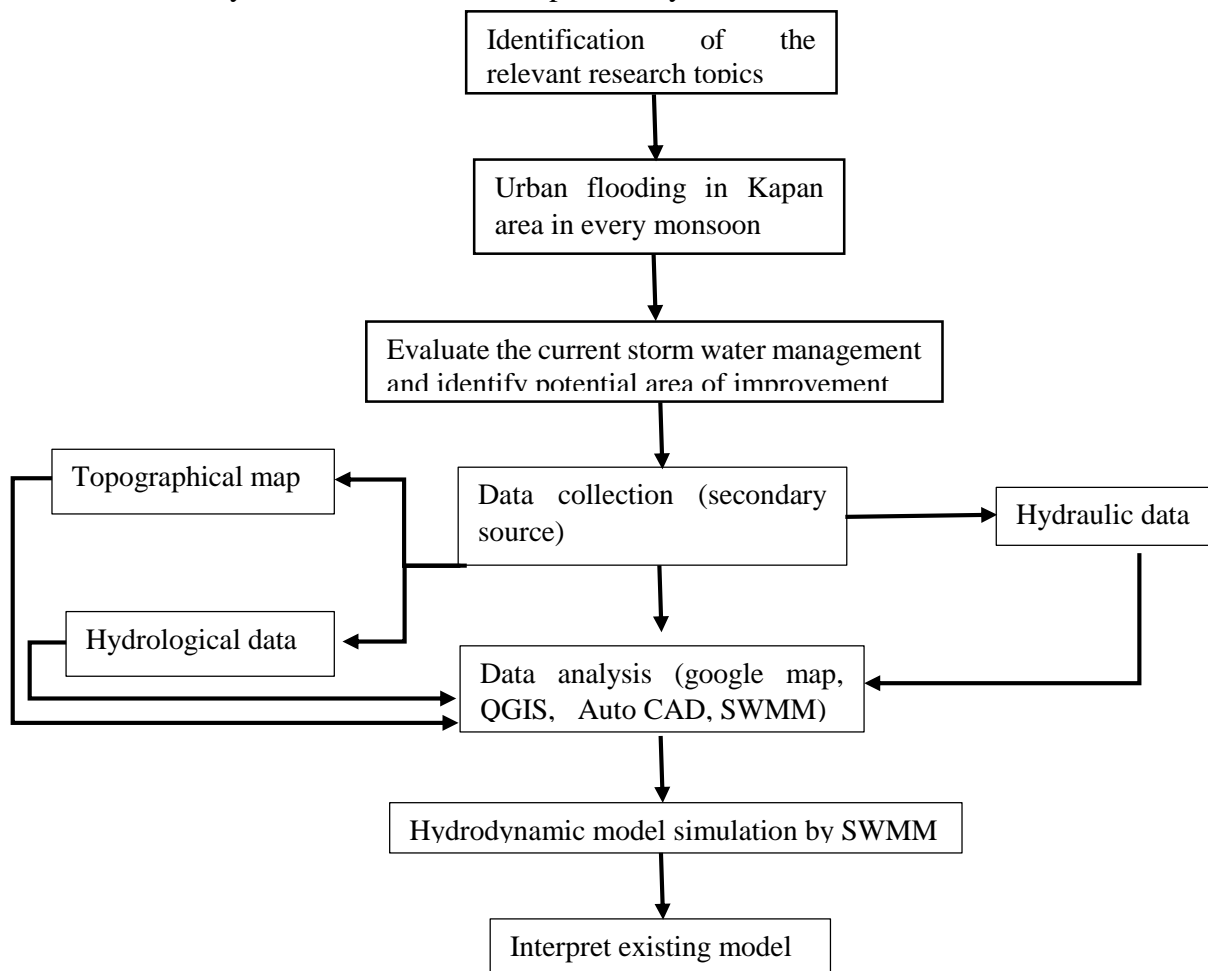 Identification of the
relevant research topics
Urban flooding in Kapan
area in every monsoon
Evaluate the current storm water management
and identify potential area of improvement
Topographical map
Data collection (secondary
source)
Hydraulic data
Hydrological data
Data analysis (google map,
QGIS, Auto CAD, SWMM)
Hydrodynamic model simulation by SWMM
Interpret existing model